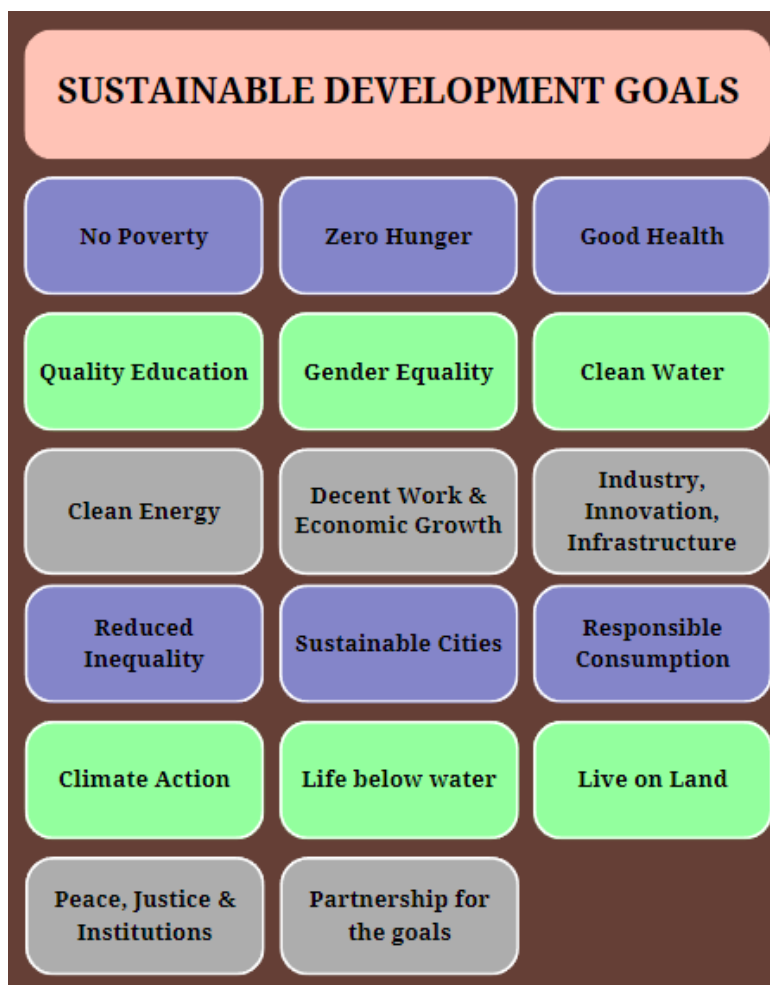 SUSTAINABLE DEVELOPMENT GOALS
No Poverty
Zero Hunger
Good Health
Quality Education
Gender Equality
Clean Water
Clean Energy
Decent Work &
Economic Growth
Industry,
Innovation,
Infrastructure
Reduced
Inequality
Sustainable Cities
Responsible
Consumption
Climate Action
Life below water
Live on Land
Peace, Justice &
Institutions
Partnership for
the goals